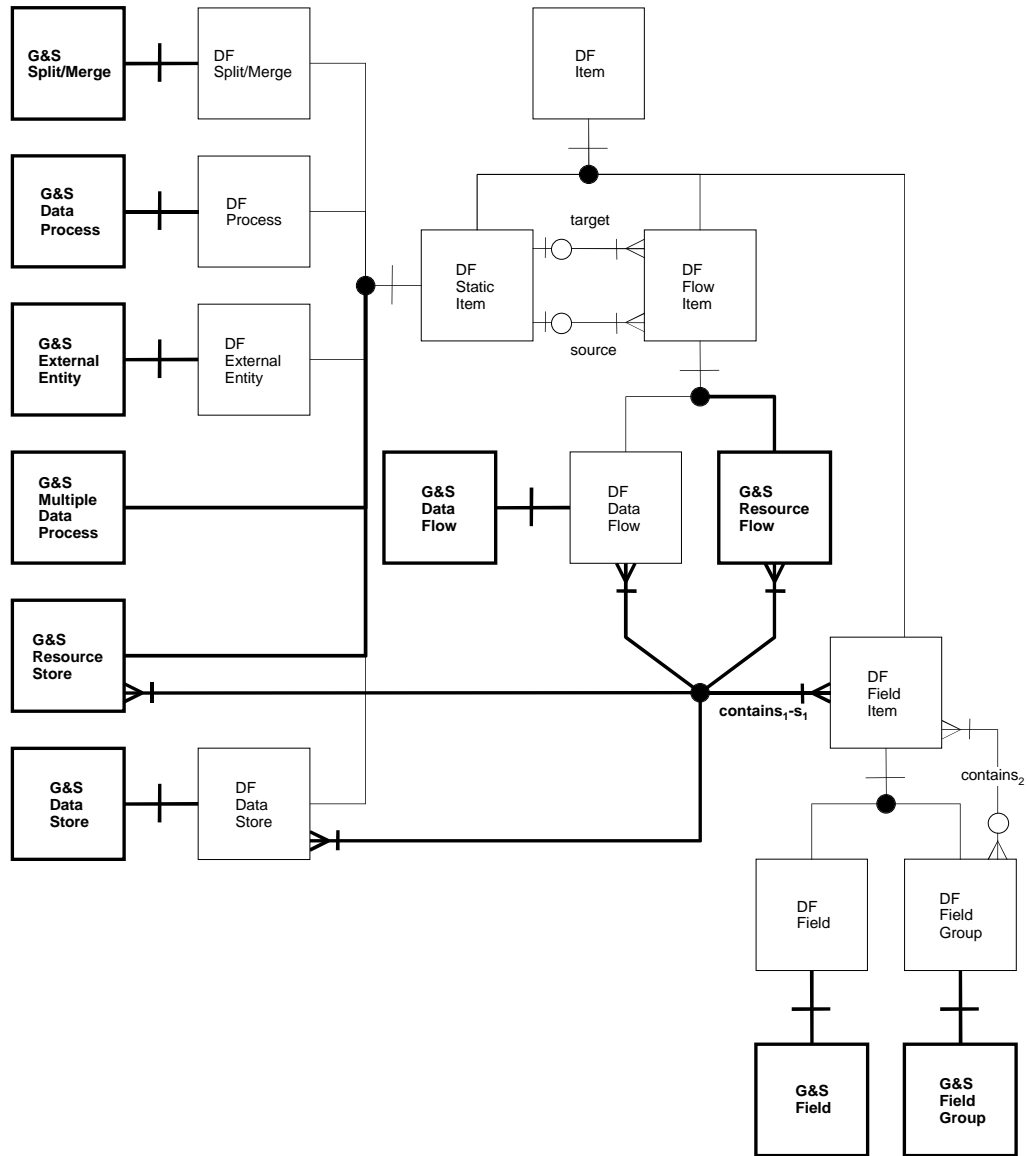 G&S
Split/Merge
DF
Split/Merge
DF
Item
G&S
Data
Process
DF
Process
target
DF
Static
Item
DF
Flow
Item
source
G&S
External
Entity
DF
External
Entity
G&S
Multiple
Data
Process
G&S
Data
Flow
DF
Data
Flow
G&S
Resource
Flow
G&S
Resource
Store
DF
Field
Item
contains₁-s₁
contains₂
G&S
Data
Store
DF
Data
Store
DF
Field
DF
Field
Group
G&S
Field
G&S
Field
Group